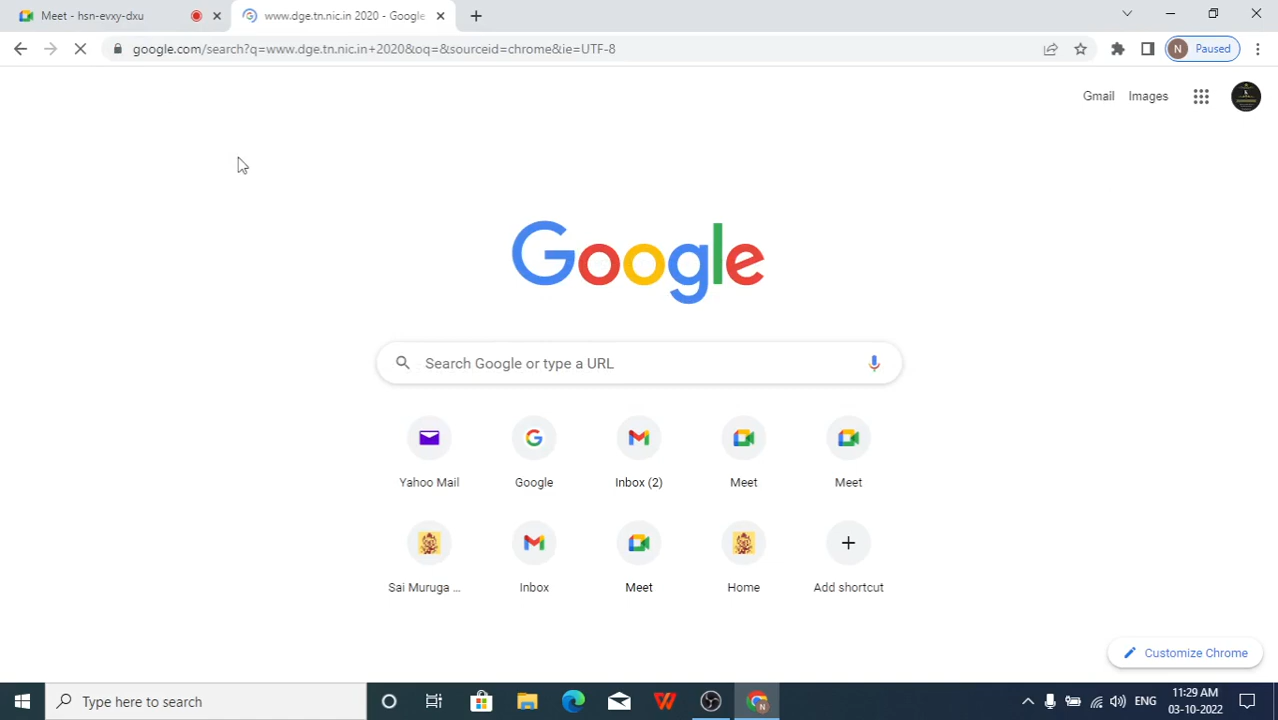 Meet - hsn-evxy-dxu
www.dge.tn.nic.in 2020 - Google
google.com/search?q=www.dge.tn.nic.in+2020&oq=&sourceid=chrome&ie=UTF-8
N Paused
Gmail Images
Google
Search Google or type a URL
Yahoo Mail Google Inbox (2) Meet Meet
Sai Muruga ... Inbox Meet Home Add shortcut
Customize Chrome
Type here to search
ENG
11:29 AM
03-10-2022